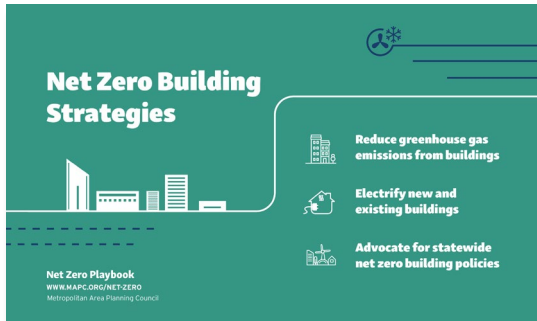 Net Zero Building
Strategies
Reduce greenhouse gas
emissions from buildings
Electrify new and
existing buildings
Advocate for statewide
net zero building policies
Net Zero Playbook
WWW.MAPC.ORG/NET-ZERO
Metropolitan Area Planning Council